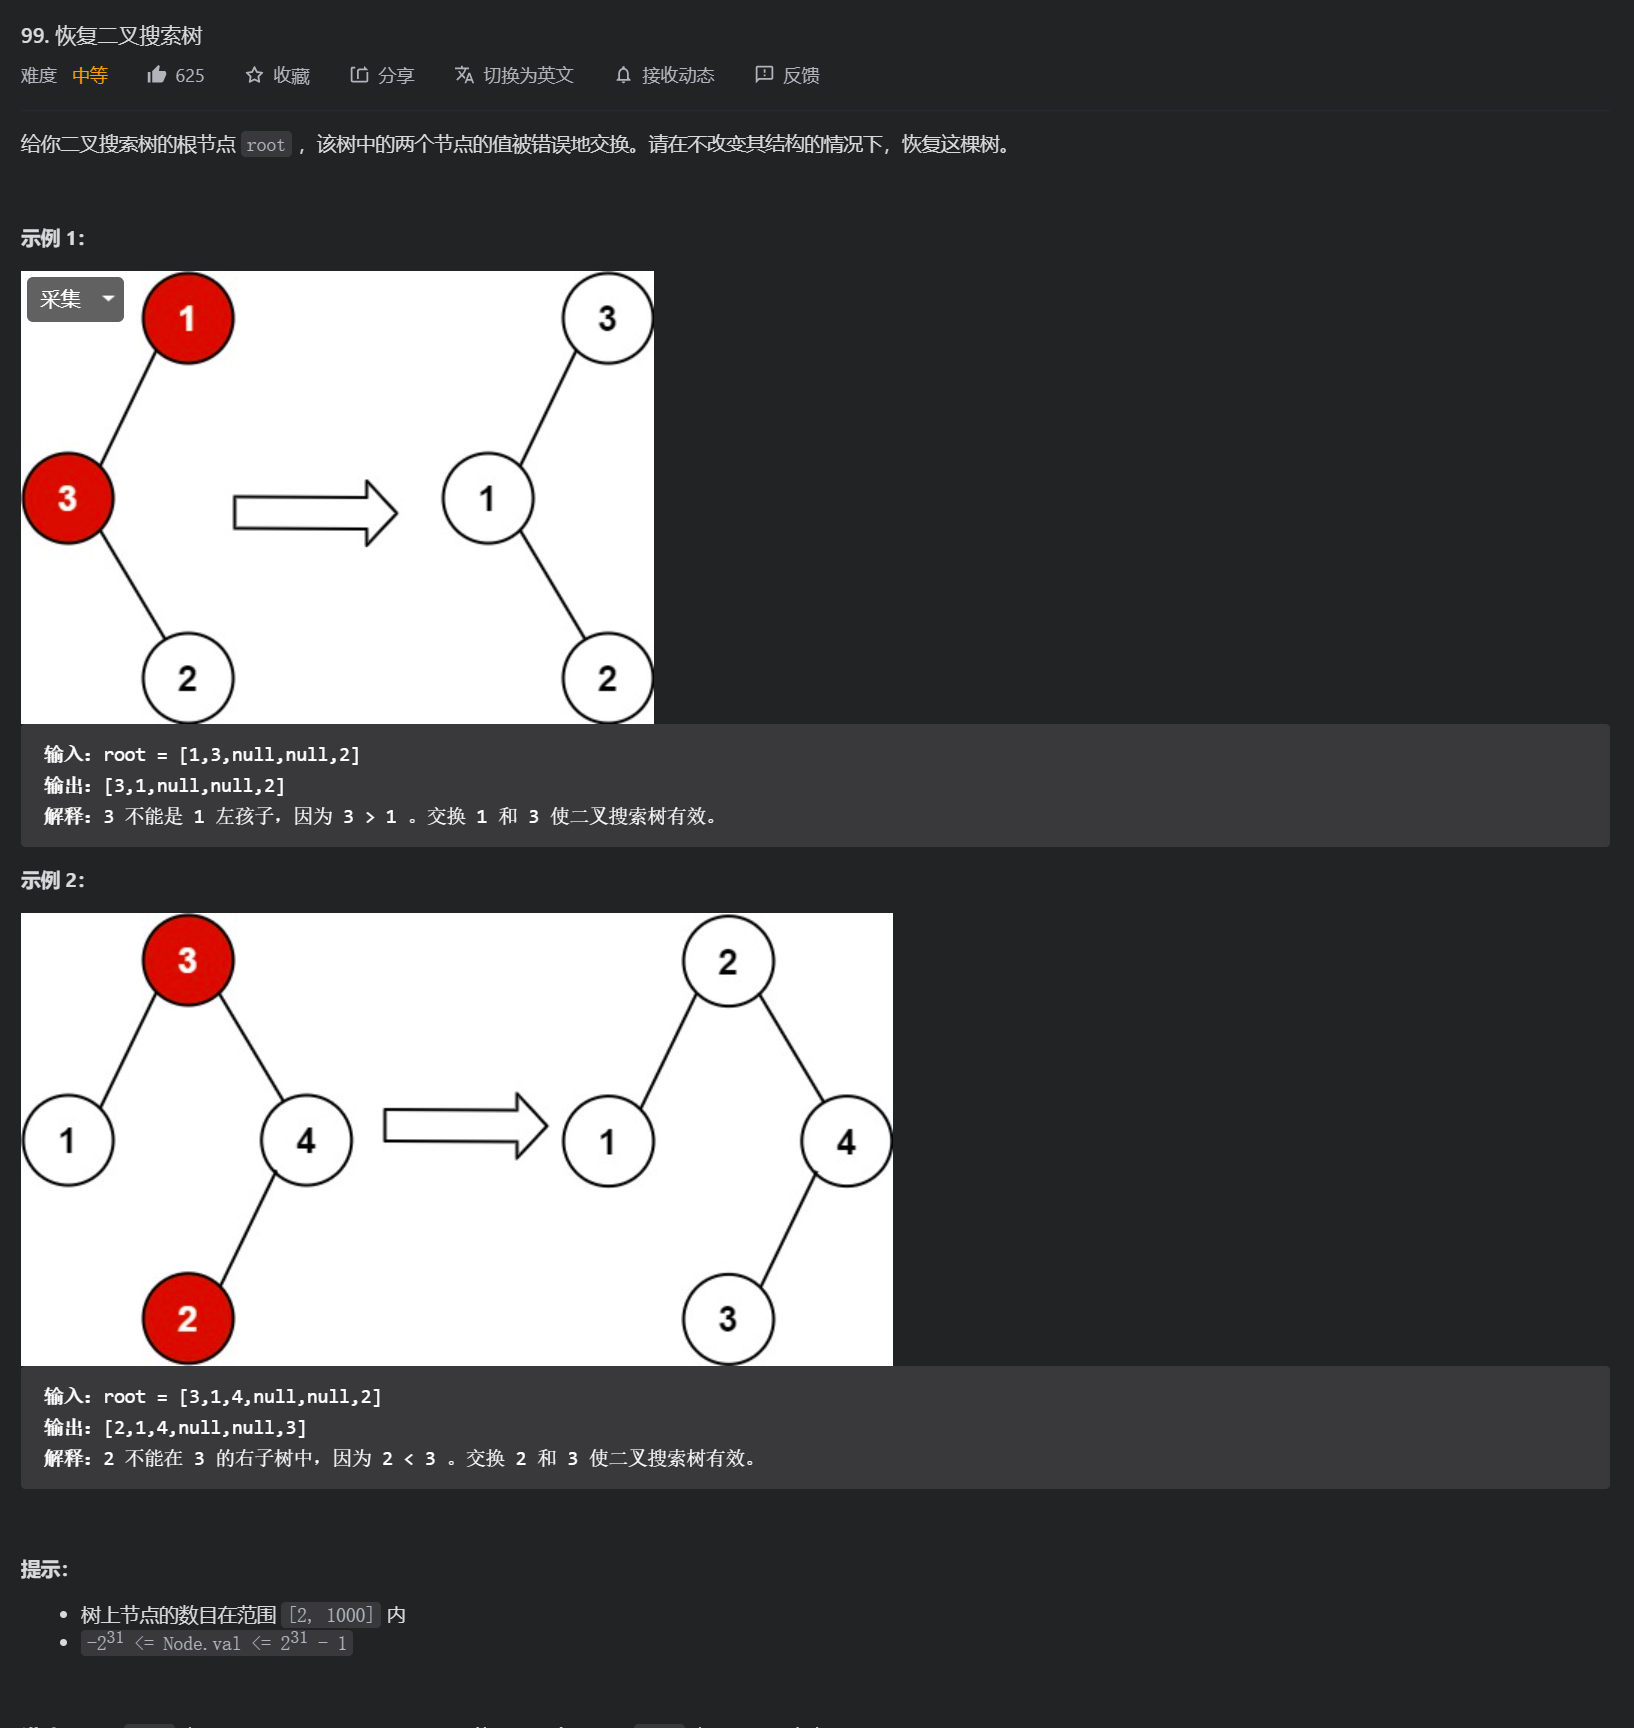 99. 恢复二叉搜索树
难度 中等 625 收藏 分享 切换为英文 接收动态 反馈
给你二叉搜索树的根节点 root ，该树中的两个节点的值被错误地交换。请在不改变其结构的情况下，恢复这棵树。
示例 1：
采集
1 3
3 1
2 2
输入：root = [1,3,null,null,2]
输出：[3,1,null,null,2]
解释：3 不能是 1 左孩子，因为 3 > 1 。交换 1 和 3 使二叉搜索树有效。
示例 2：
3 2
1 4 1 4
2 3
输入：root = [3,1,4,null,null,2]
输出：[2,1,4,null,null,3]
解释：2 不能在 3 的右子树中，因为 2 < 3 。交换 2 和 3 使二叉搜索树有效。
提示：
• 树上节点的数目在范围 [2, 1000] 内
• -2³¹ <= Node.val <= 2³¹ - 1